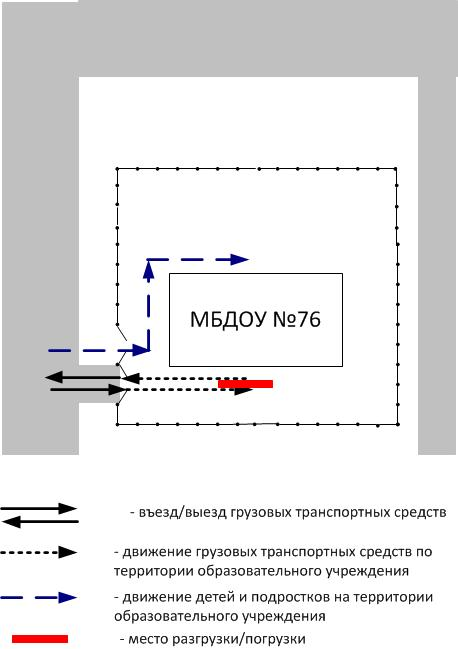 МБДОУ №76
- въезд/выезд грузовых транспортных средств
- движение грузовых транспортных средств по
территории образовательного учреждения
- движение детей и подростков на территории
образовательного учреждения
- место разгрузки/погрузки